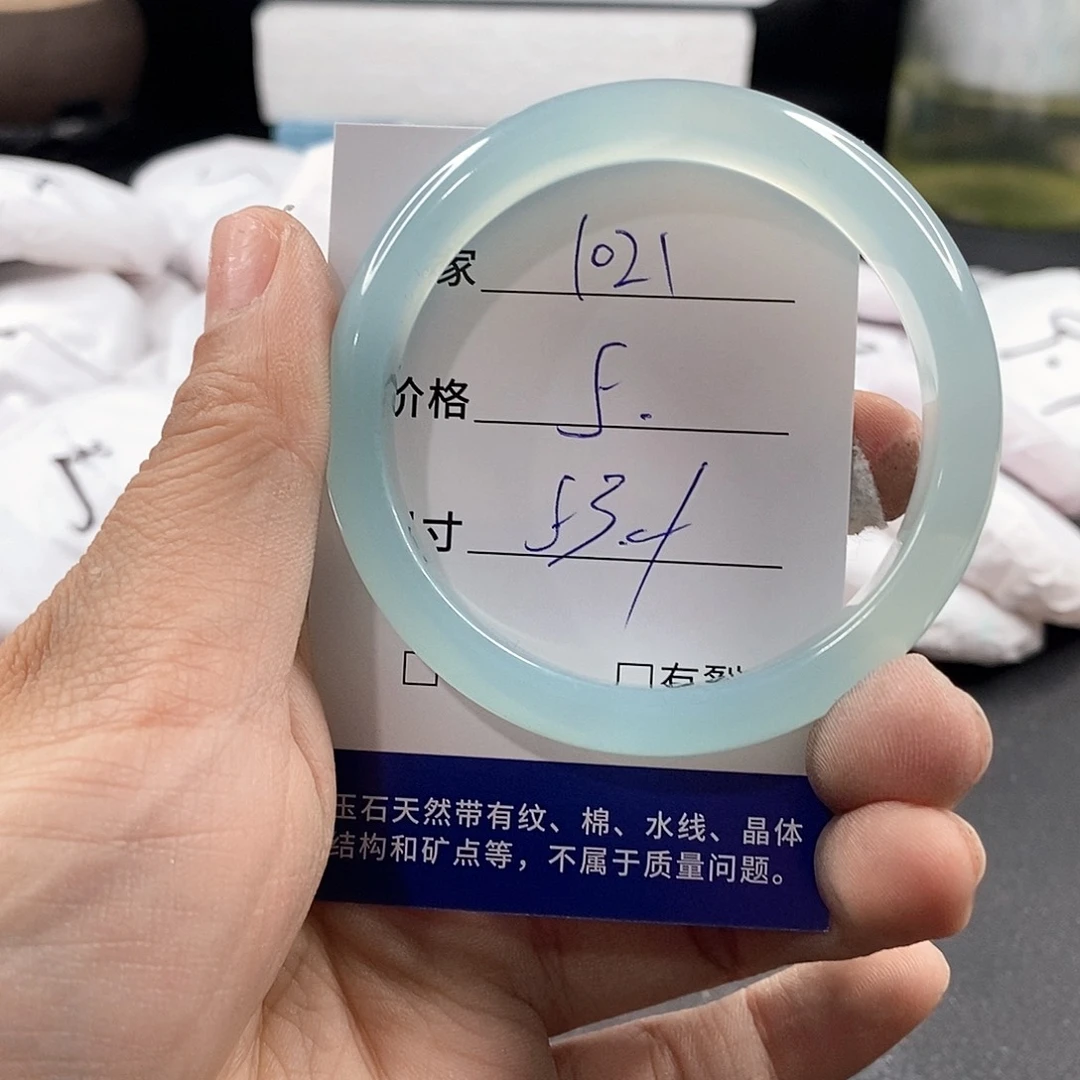 家 1021
价格 5.
寸 53.4
□ □有裂
玉石天然带有纹、棉、水线、晶体
结构和矿点等，不属于质量问题。